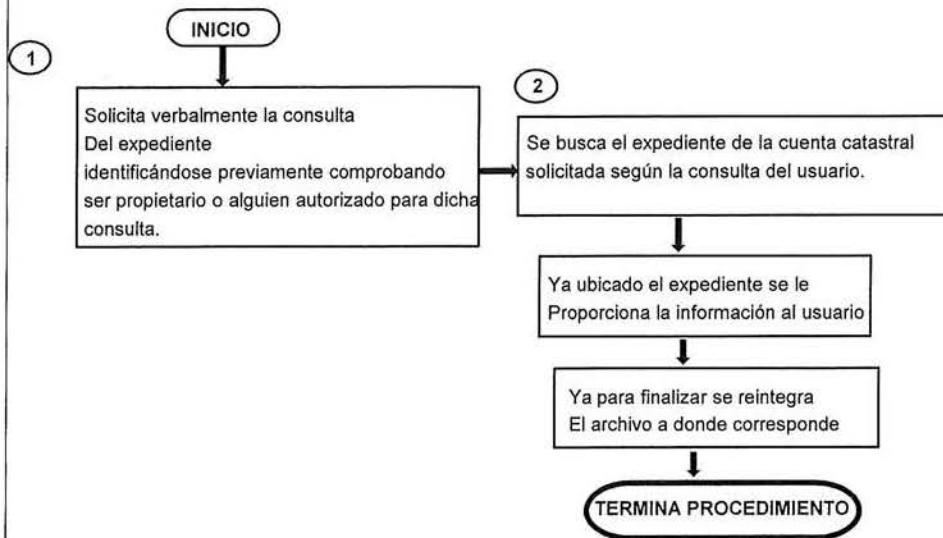 INICIO
1
Solicita verbalmente la consulta
Del expediente
identificándose previamente comprobando
ser propietario o alguien autorizado para dicha
consulta.
2
Se busca el expediente de la cuenta catastral
solicitada según la consulta del usuario.
Ya ubicado el expediente se le
Proporciona la información al usuario
Ya para finalizar se reintegra
El archivo a donde corresponde
TERMINA PROCEDIMIENTO